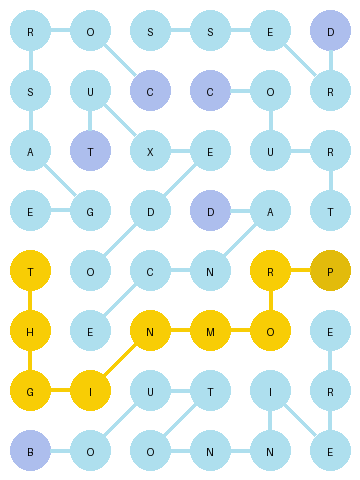 R O S S E D
S U C C O R
A T X E U R
E G D D A T
T O C N R P
H E N M O E
G I U T I R
B O O N N E